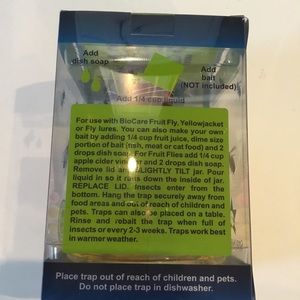 Add
dish soap
Add
bait
(NOT included)
Add 1/4 cup liquid
For use with BioCare Fruit Fly, Yellowjacket
or Fly lures. You can also make your own
bait by adding 1/4 cup fruit juice, dime size
portion of bait (fish, meat or cat food) and 2
drops dish soap. For Fruit Flies add 1/4 cup
apple cider vinegar and 2 drops dish soap.
Remove lid and SLIGHTLY TILT jar. Pour
liquid in so it runs down the inside of jar.
REPLACE LID. Insects enter from the
bottom. Hang the trap securely away from
food areas and out of reach of children and
pets. Traps can also be placed on a table.
Rinse and rebait the trap when full of
insects or every 2-3 weeks. Traps work best
in warmer weather.
Place trap out of reach of children and pets.
Do not place trap in dishwasher.